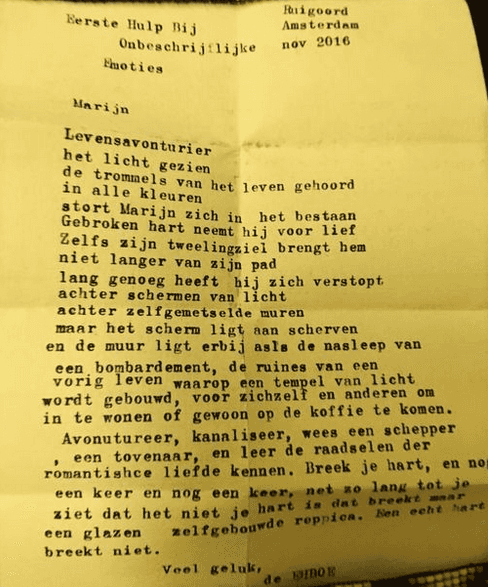 Eerste Hulp Bij
Onbeschrijflijke
Emoties
Ruigoord
Amsterdam
nov 2016
Marijn
Levensavonturier
het licht gezien
de trommels van het leven gehoord
in alle kleuren
stort Marijn zich in het bestaan
Gebroken hart neemt hij voor lief
Zelfs zijn tweelingziel brengt hem
niet langer van zijn pad
lang genoeg heeft hij zich verstopt
achter schermen van licht
achter zelfgemetselde muren
maar het scherm ligt aan scherven
en de muur ligt erbij asls de nasleep van
een bombardement, de ruines van een
vorig leven waarop een tempel van licht
wordt gebouwd, voor zichzelf en anderen om
in te wonen of gewoon op de koffie te komen.
Avonutureer, kanaliseer, wees een schepper
, een tovenaar, en leer de raadselen der
romantishce liefde kennen. Breek je hart, en nog
een keer en nog een keer, net zo lang tot je
ziet dat het niet je hart is dat breekt maar
een glazen zelfgebouwde reppica. Een echt hart
breekt niet.
Veel geluk,
de EHBOE